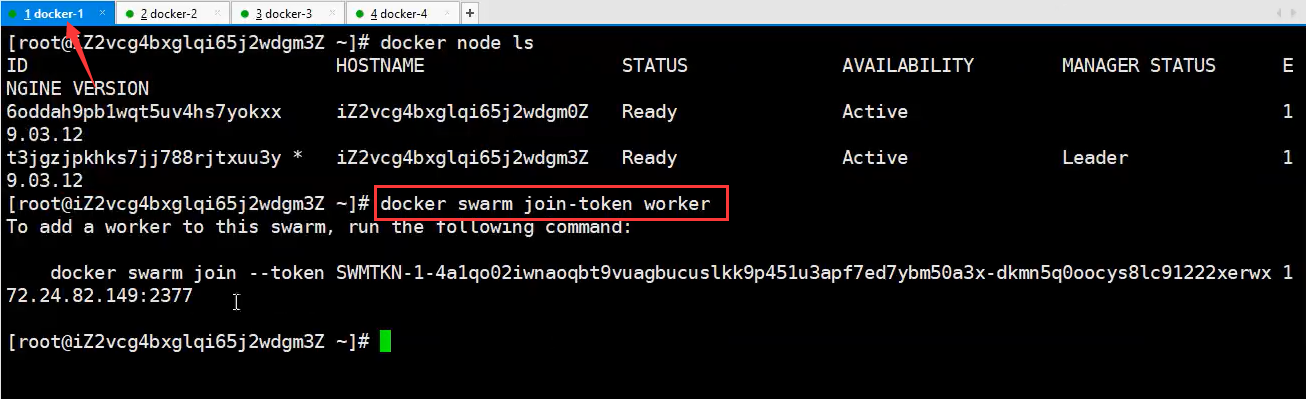 1 docker-1 × 2 docker-2 × 3 docker-3 × 4 docker-4 × +
[root@iZ2vcg4bxglqi65j2wdgm3Z ~]# docker node ls
ID HOSTNAME STATUS AVAILABILITY MANAGER STATUS E
NGINE VERSION
6oddah9pb1wqt5uv4hs7yokxx iZ2vcg4bxglqi65j2wdgm0Z Ready Active 1
9.03.12
t3jgzjpkhks7jj788rjtxuu3y * iZ2vcg4bxglqi65j2wdgm3Z Ready Active Leader 1
9.03.12
[root@iZ2vcg4bxglqi65j2wdgm3Z ~]# docker swarm join-token worker
To add a worker to this swarm, run the following command:
docker swarm join --token SWMTKN-1-4a1qo02iwnaoqbt9vuagbucuslkk9p451u3apf7ed7ybm50a3x-dkmn5q0oocys8lc91222xerwx 1
72.24.82.149:2377
[root@iZ2vcg4bxglqi65j2wdgm3Z ~]#